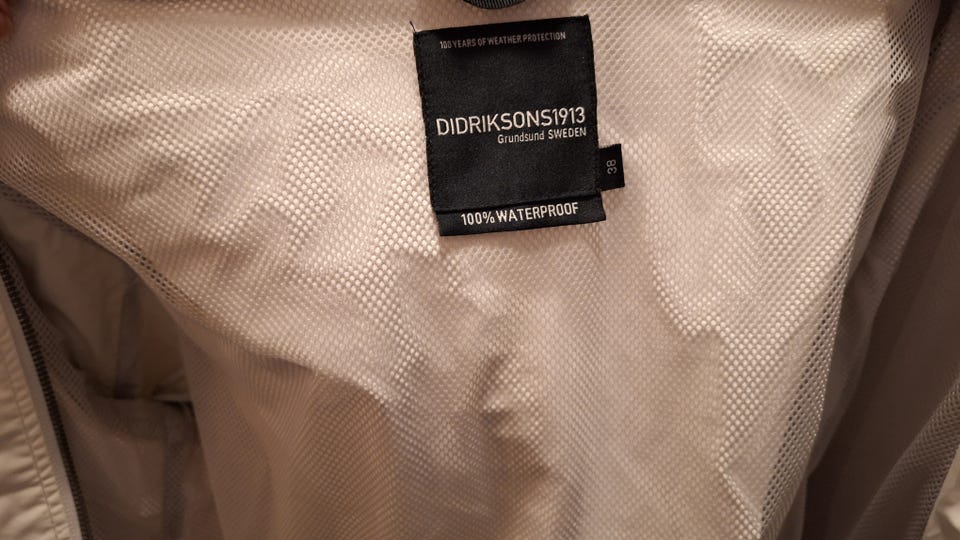 100 YEARS OF WEATHER PROTECTION
DIDRIKSONS1913
Grundsund SWEDEN
38
100% WATERPROOF